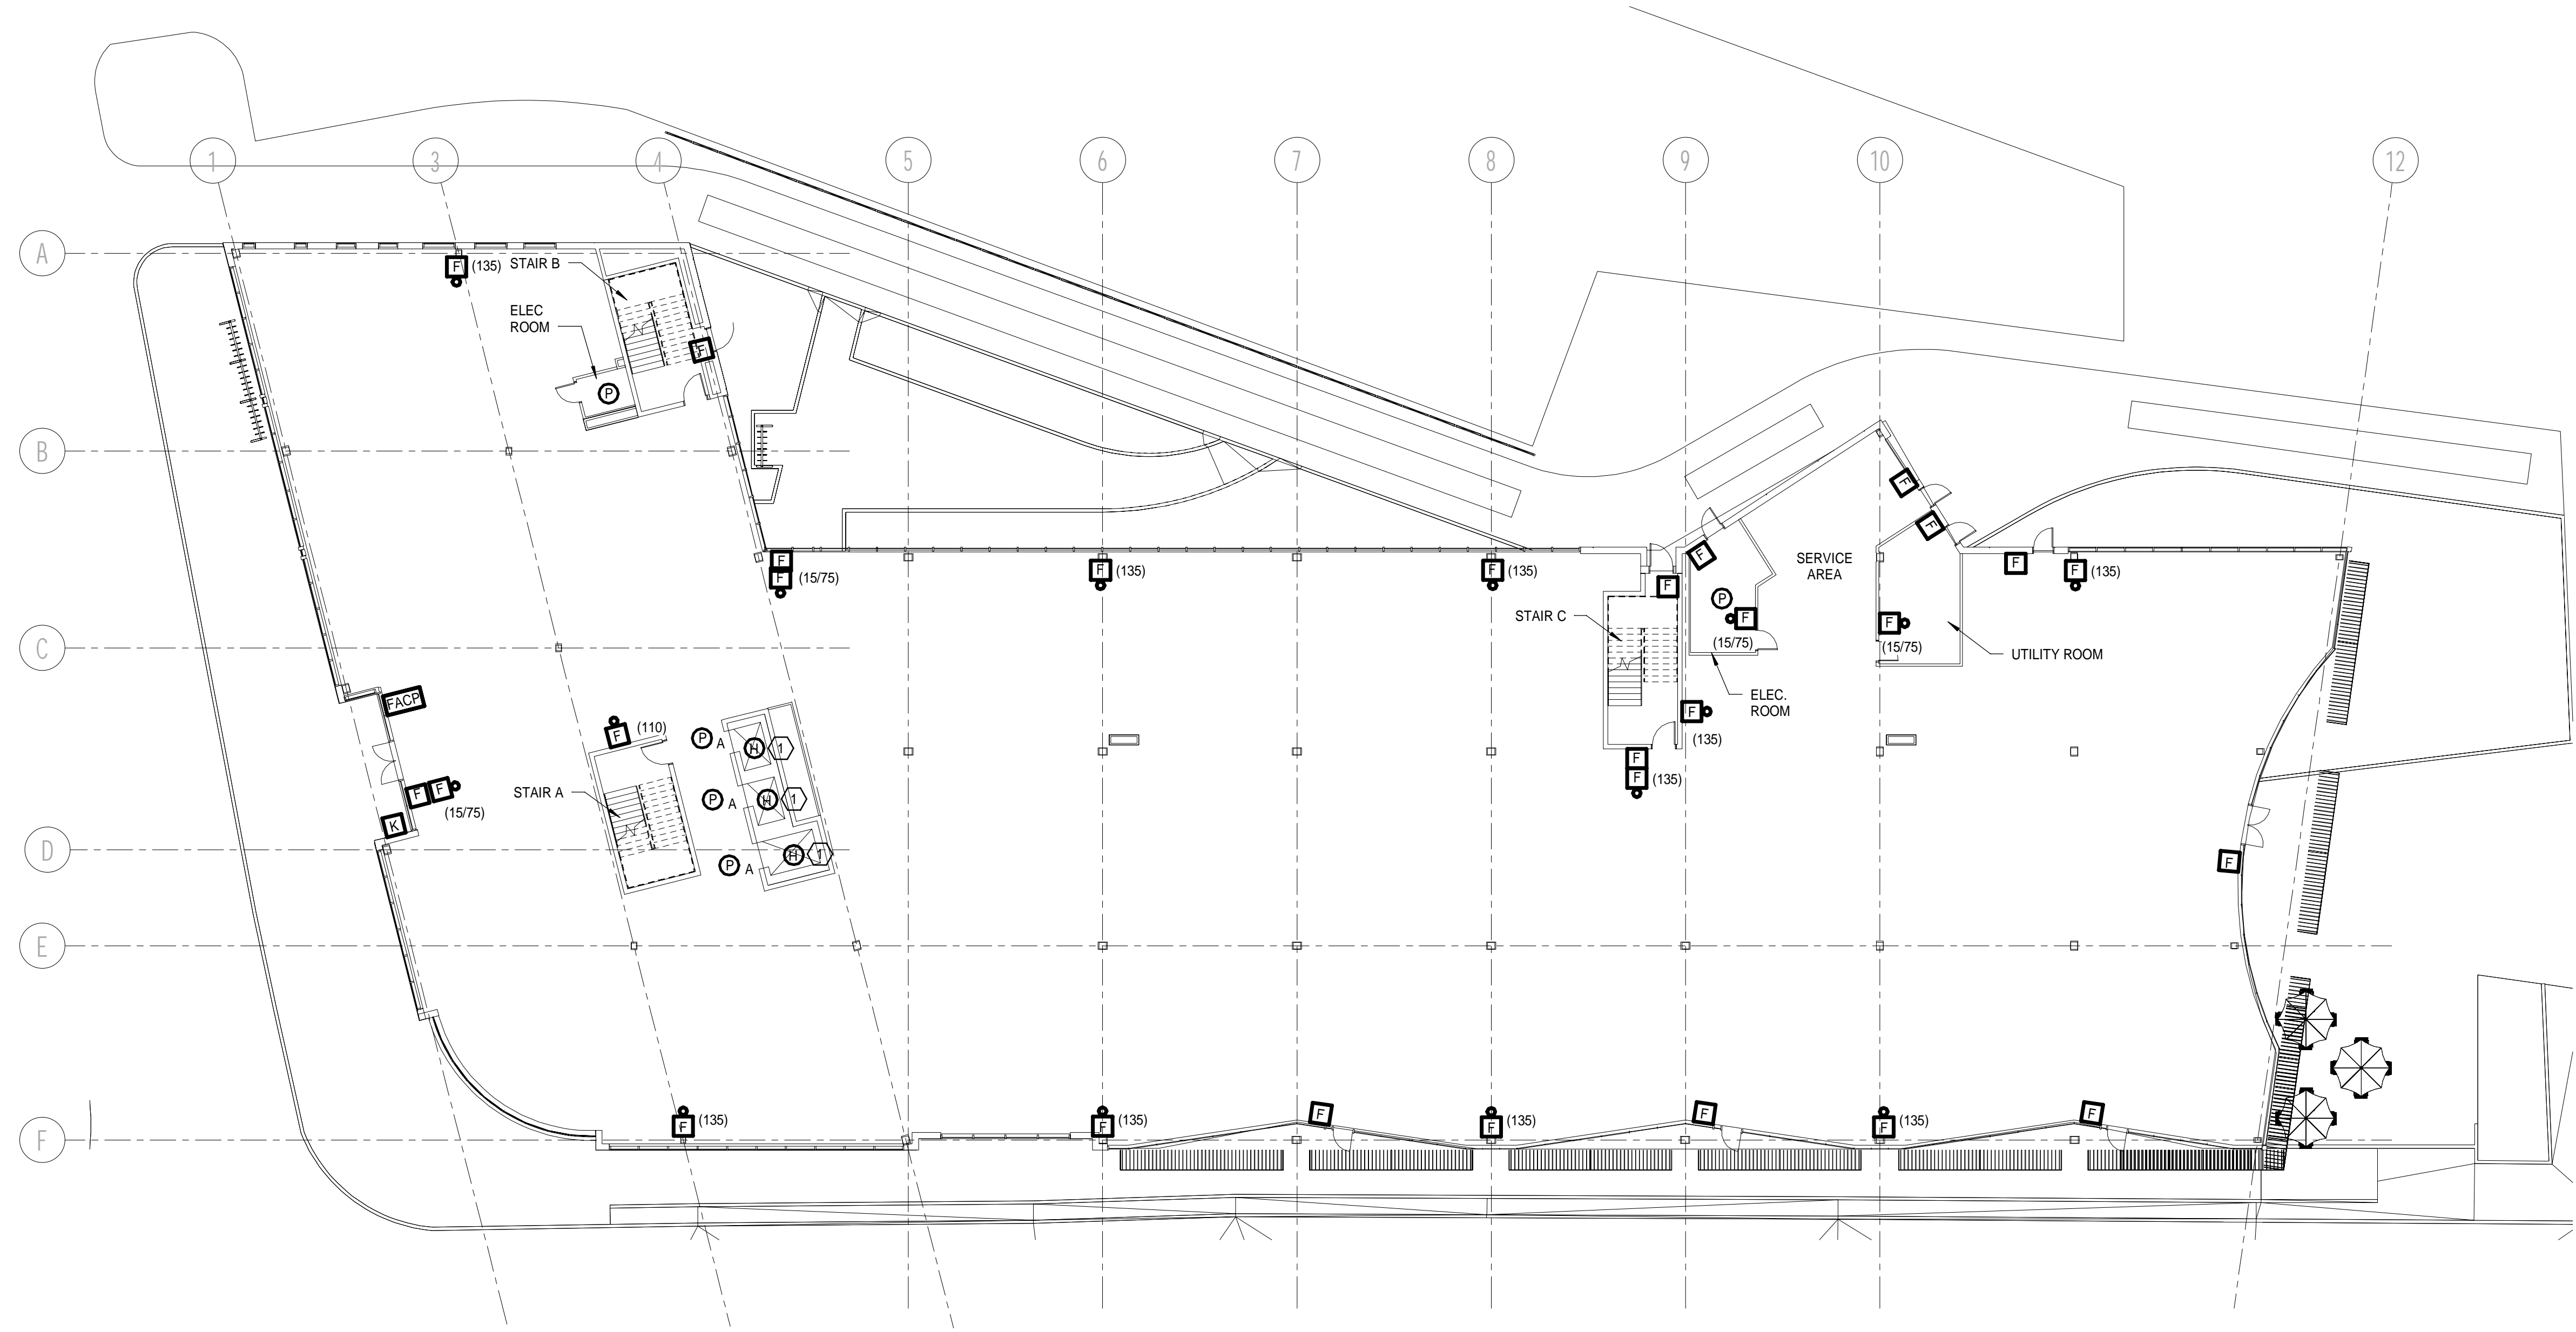 1
3
4
5
6
7
8
9
10
12
A
F (135)
STAIR B
ELEC
ROOM
F
P
B
F
F
F
F (15/75)
F (135)
F (135)
F
F
SERVICE
AREA
F
F (135)
P
F
(15/75)
F
(15/75)
STAIR C
C
UTILITY ROOM
FACP
ELEC.
ROOM
F (110)
P A
H 1
F
(135)
F
F (135)
STAIR A
F F
(15/75)
P A
H 1
K
D
P A
H 1
F
E
F
F (135)
F (135)
F
F (135)
F
F (135)
F